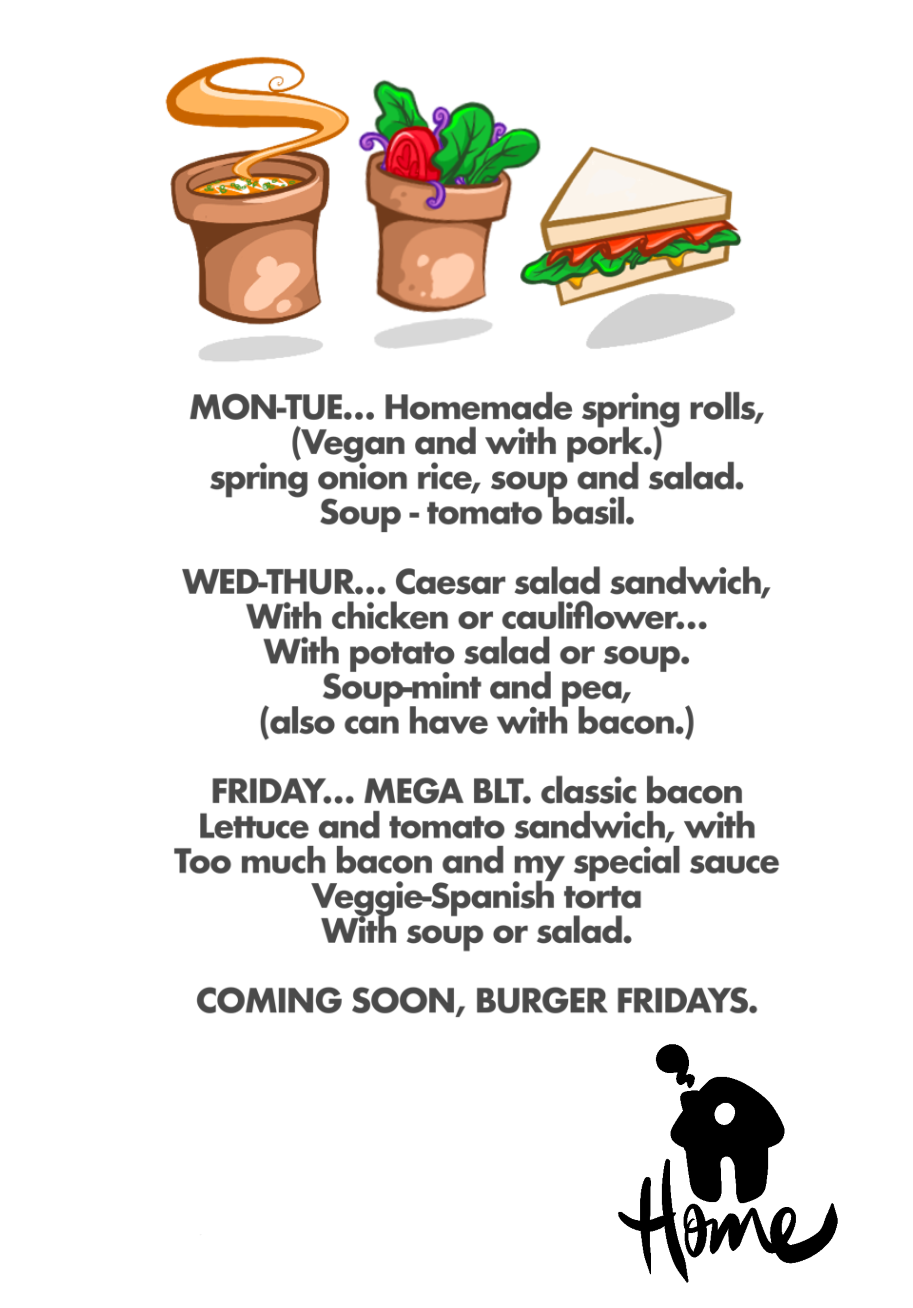 MON-TUE... Homemade spring rolls,
(Vegan and with pork.)
spring onion rice, soup and salad.
Soup - tomato basil.
WED-THUR... Caesar salad sandwich,
With chicken or cauliflower...
With potato salad or soup.
Soup-mint and pea,
(also can have with bacon.)
FRIDAY... MEGA BLT. classic bacon
Lettuce and tomato sandwich, with
Too much bacon and my special sauce
Veggie-Spanish torta
With soup or salad.
COMING SOON, BURGER FRIDAYS.
Home